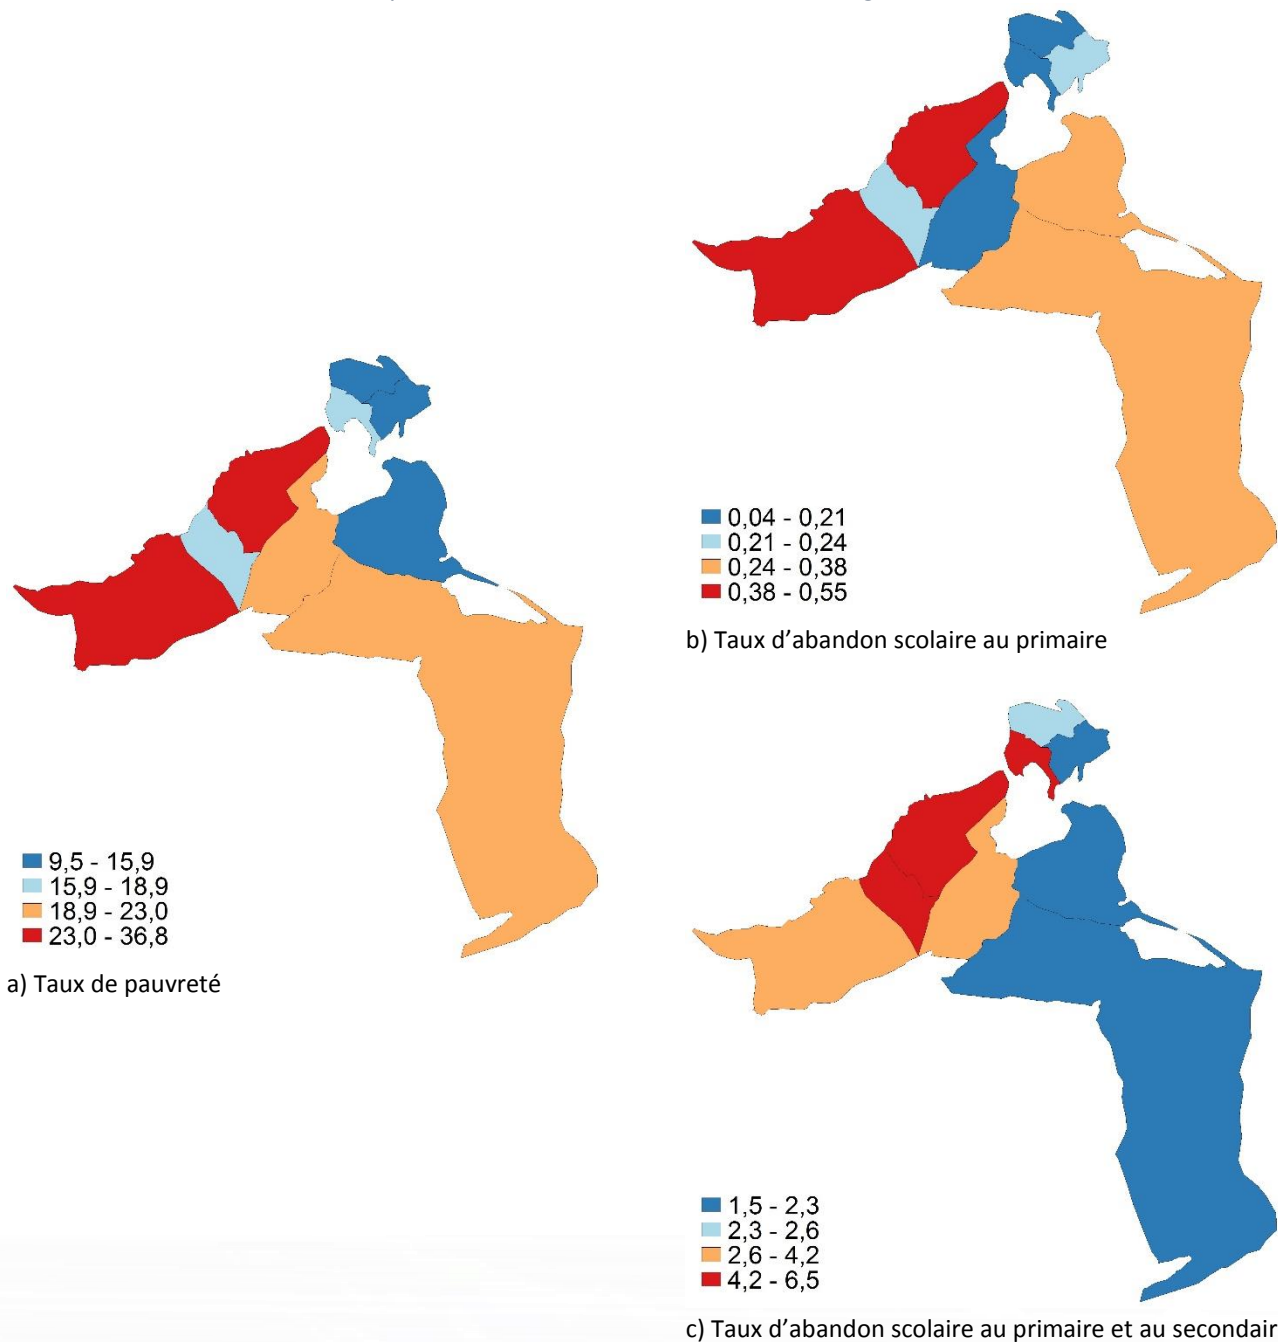 0,04 - 0,21
0,21 - 0,24
0,24 - 0,38
0,38 - 0,55
b) Taux d’abandon scolaire au primaire
9,5 - 15,9
15,9 - 18,9
18,9 - 23,0
23,0 - 36,8
a) Taux de pauvreté
1,5 - 2,3
2,3 - 2,6
2,6 - 4,2
4,2 - 6,5
c) Taux d’abandon scolaire au primaire et au secondair